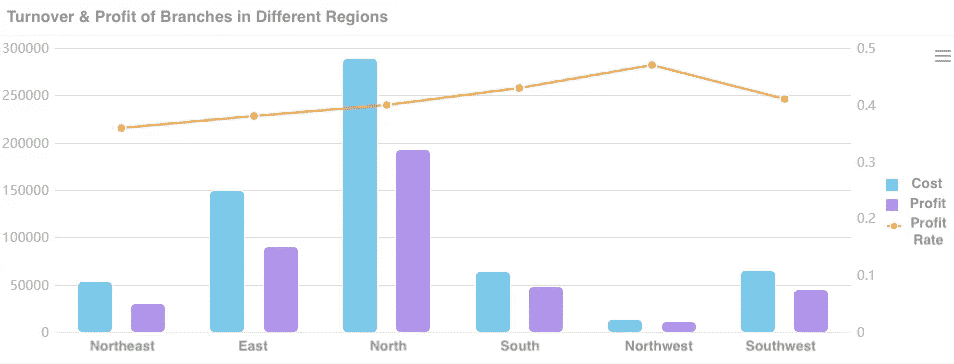 Turnover & Profit of Branches in Different Regions
300000
250000
200000
150000
100000
50000
0
0.5
0.4
0.3
0.2
0.1
0
Cost
Profit
Profit
Rate
Northeast
East
North
South
Northwest
Southwest